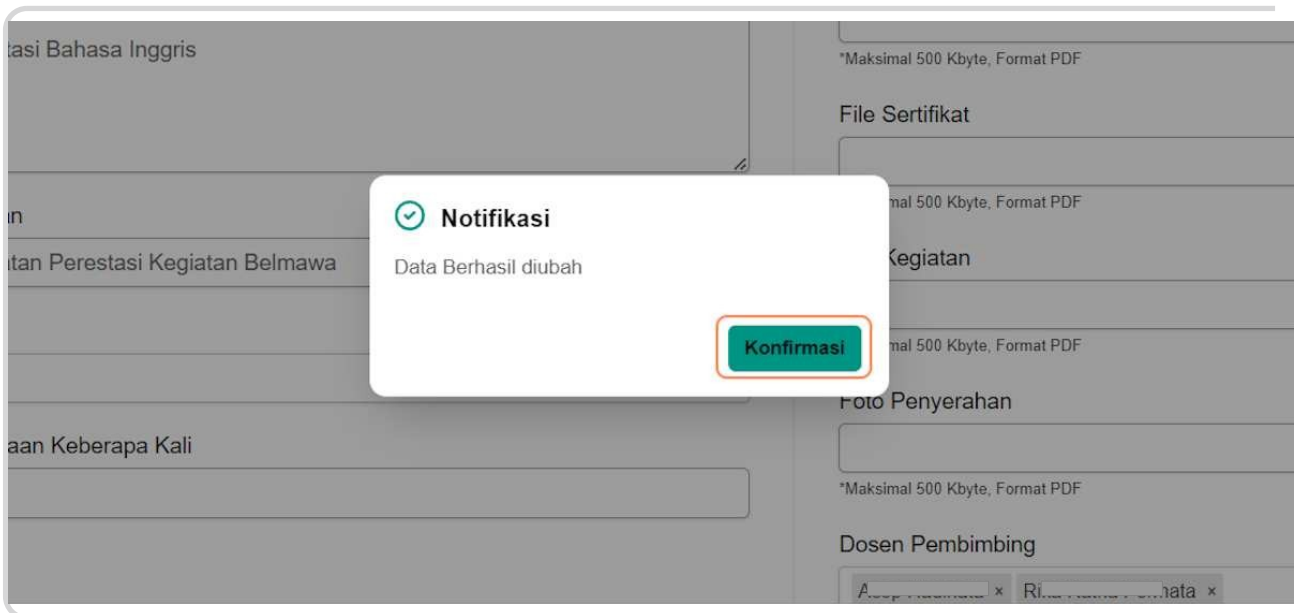 tasi Bahasa Inggris
an
atan Perestasi Kegiatan Belmawa
aan Keberapa Kali
Notifikasi
Data Berhasil diubah
Konfirmasi
*Maksimal 500 Kbyte, Format PDF
File Sertifikat
mal 500 Kbyte, Format PDF
Kegiatan
mal 500 Kbyte, Format PDF
Foto Penyerahan
*Maksimal 500 Kbyte, Format PDF
Dosen Pembimbing